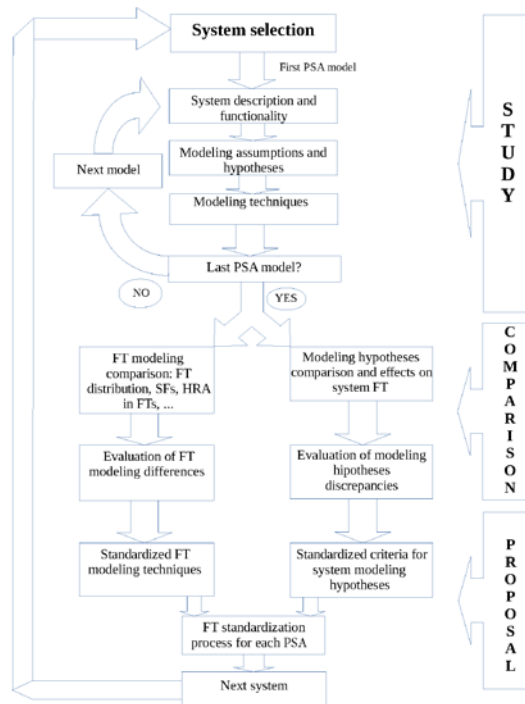 System selection
First PSA model
System description and
functionality
Modeling assumptions and
hypotheses
Next model
Modeling techniques
Last PSA model?
NO
YES
STUDY
FT modeling
comparison: FT
distribution, SFs, HRA
in FTs, ...
Modeling hypotheses
comparison and effects on
system FT
Evaluation of FT
modeling differences
Evaluation of modeling
hipotheses
discrepancies
COMPARISON
Standardized FT
modeling techniques
Standardized criteria for
system modeling
hypotheses
FT standardization
process for each PSA
Next system
PROPOSAL